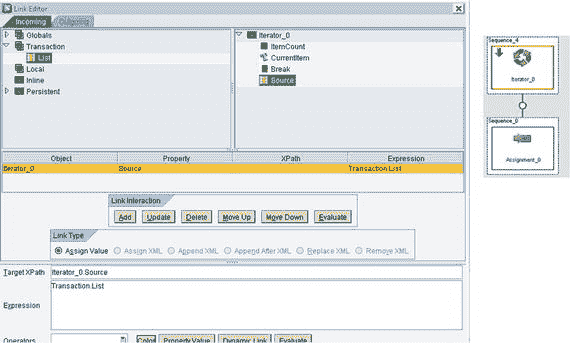 Link Editor
Incoming
Outgoing
Globals
Transaction
List
Local
Inline
Persistent
Iterator_0
ItemCount
CurrentItem
Break
Source
Object Property XPath Expression
Iterator_0 Source Transaction.List
Link Interaction
Add Update Delete Move Up Move Down Evaluate
Link Type
Assign Value Assign XML Append XML Append After XML Replace XML Remove XML
Target XPath Iterator_0.Source
Expression Transaction.List
Operators Color Property Value Dynamic Link Evaluate
Sequence_4
Iterator_0
Sequence_0
Assignment_0